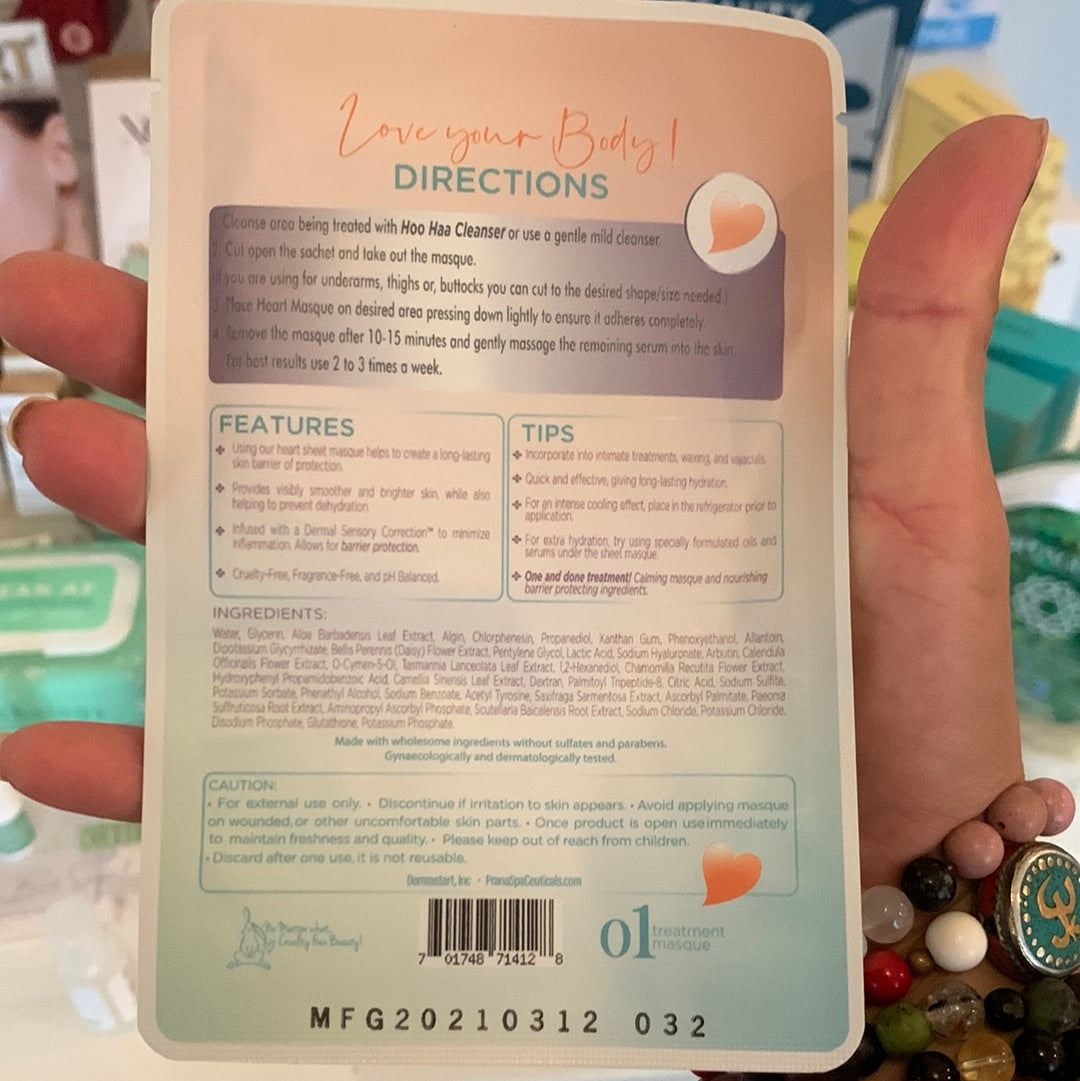 Love your Body!
DIRECTIONS
Cleanse area being treated with Hoo Haa Cleanser or use a gentle mild cleanser.
2. Cut open the sachet and take out the masque.
If you are using for underarms, thighs or, buttocks you can cut to the desired shape/size needed.
3. Place Heart Masque on desired area pressing down lightly to ensure it adheres completely.
4. Remove the masque after 10-15 minutes and gently massage the remaining serum into the skin.
For best results use 2 to 3 times a week.
FEATURES
Using our heart sheet masque helps to create a long-lasting
skin barrier of protection.
Provides visibly smoother and brighter skin, while also
helping to prevent dehydration.
Infused with a Dermal Sensory Correction™ to minimize
inflammation. Allows for barrier protection.
Cruelty-Free, Fragrance-Free, and pH Balanced.
TIPS
Incorporate into intimate treatments, waxing, and vajacials.
Quick and effective, giving long-lasting hydration.
For an intense cooling effect, place in the refrigerator prior to
application.
For extra hydration, try using specially formulated oils and
serums under the sheet masque.
One and done treatment! Calming masque and nourishing
barrier protecting ingredients.
INGREDIENTS:
Water, Glycerin, Aloe Barbadensis Leaf Extract, Algin, Chlorphenesin, Propanediol, Xanthan Gum, Phenoxyethanol, Allantoin,
Dipotassium Glycyrrhizate, Bellis Perennis (Daisy) Flower Extract, Pentylene Glycol, Lactic Acid, Sodium Hyaluronate, Arbutin, Calendula
Officinalis Flower Extract, O-Cymen-5-Ol, Tasmannia Lanceolata Leaf Extract, 1,2-Hexanediol, Chamomilla Recutita Flower Extract,
Hydroxyphenyl Propamidobenzoic Acid, Camellia Sinensis Leaf Extract, Dextran, Palmitoyl Tripeptide-8, Citric Acid, Sodium Sulfite,
Potassium Sorbate, Phenethyl Alcohol, Sodium Benzoate, Acetyl Tyrosine, Saxifraga Sarmentosa Extract, Ascorbyl Palmitate, Paeonia
Suffruticosa Root Extract, Aminopropyl Ascorbyl Phosphate, Scutellaria Baicalensis Root Extract, Sodium Chloride, Potassium Chloride,
Disodium Phosphate, Glutathione, Potassium Phosphate.
Made with wholesome ingredients without sulfates and parabens.
Gynaecologically and dermatologically tested.
CAUTION:
• For external use only. • Discontinue if irritation to skin appears. • Avoid applying masque
on wounded, or other uncomfortable skin parts. • Once product is open use immediately
to maintain freshness and quality. • Please keep out of reach from children.
• Discard after one use, it is not reusable.
Dermastart, Inc • PranaSpaCeuticals.com
No Matter what,
Cruelty free Beauty!
7 01748 71412 8
01 treatment
masque
MFG20210312 032